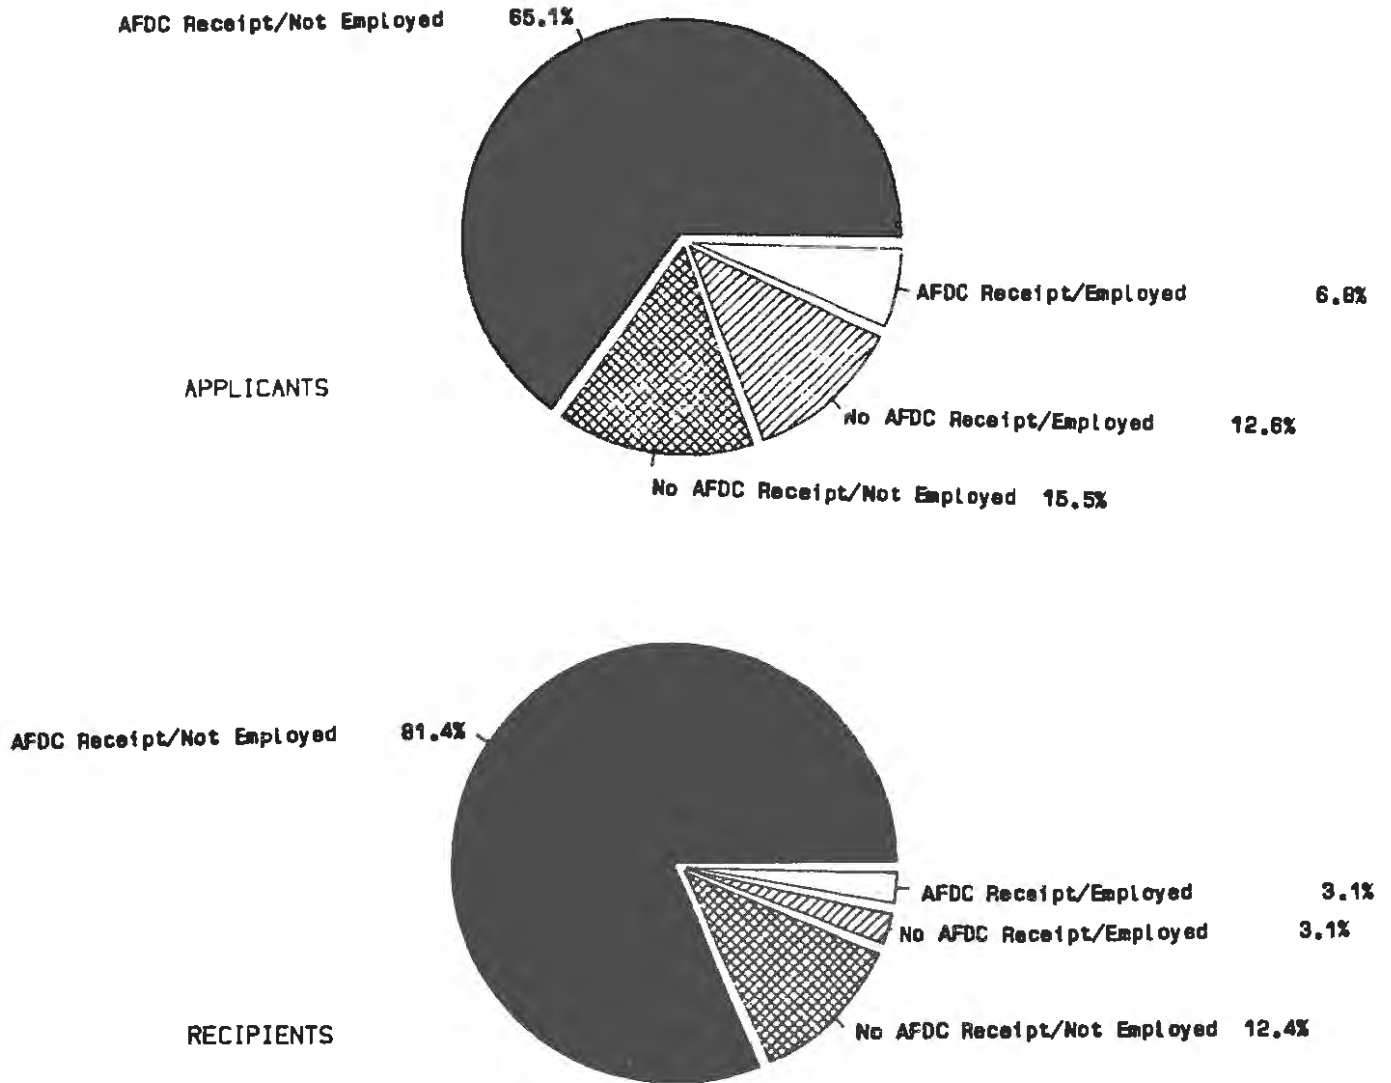 AFDC Receipt/Not Employed 65.1%
AFDC Receipt/Employed 6.8%
APPLICANTS
No AFDC Receipt/Employed 12.6%
No AFDC Receipt/Not Employed 15.5%
AFDC Receipt/Not Employed 81.4%
AFDC Receipt/Employed 3.1%
No AFDC Receipt/Employed 3.1%
RECIPIENTS
No AFDC Receipt/Not Employed 12.4%